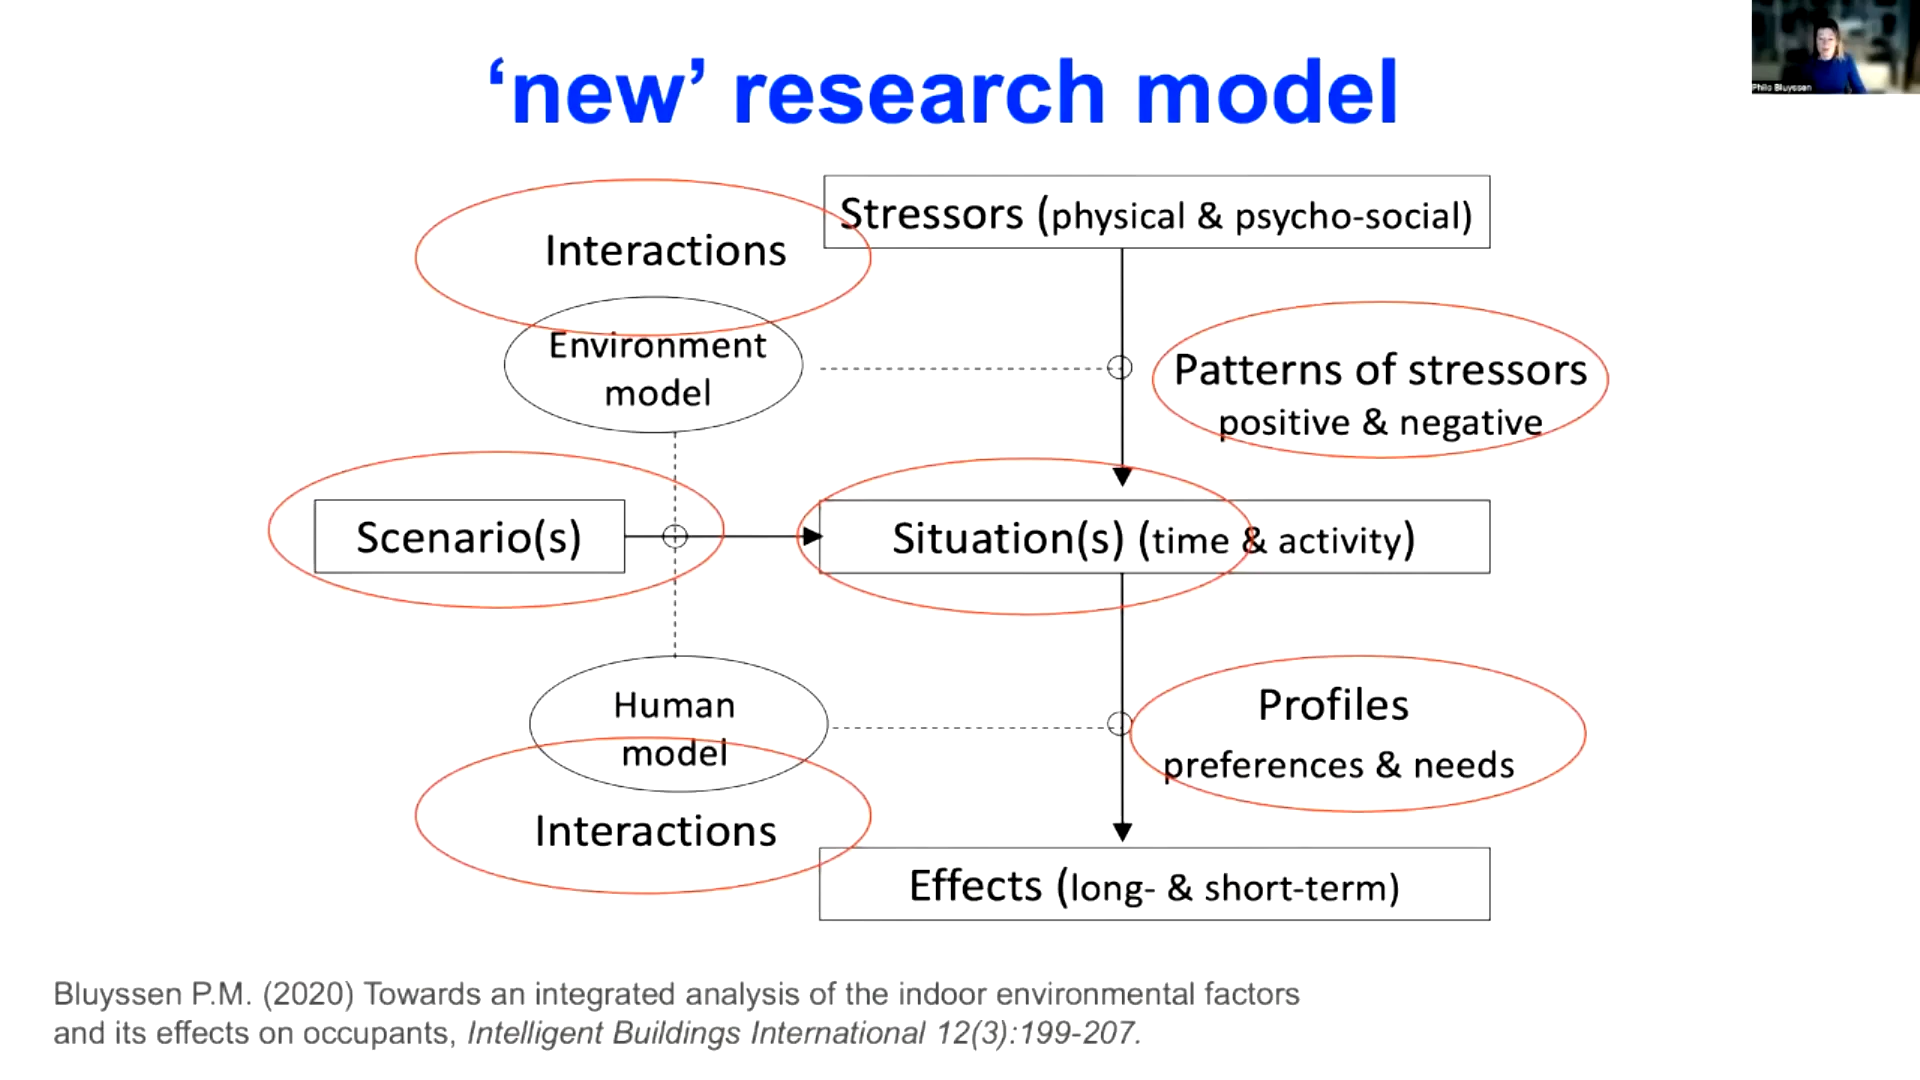 ‘new’ research model
Philo Bluyssen
Interactions
Stressors (physical & psycho-social)
Environment
model
Patterns of stressors
positive & negative
Scenario(s)
Situation(s) (time & activity)
Human
model
Interactions
Profiles
preferences & needs
Effects (long- & short-term)
Bluyssen P.M. (2020) Towards an integrated analysis of the indoor environmental factors
and its effects on occupants, Intelligent Buildings International 12(3):199-207.